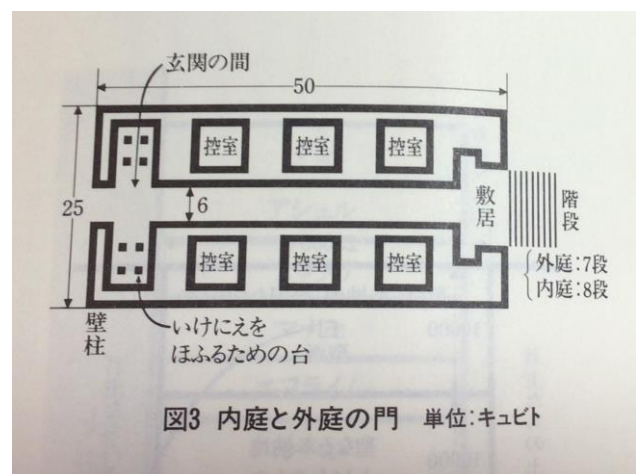 玄関の間
50
控室 控室 控室
25
6
敷居
階段
控室 控室 控室
外庭:7段
内庭:8段
壁柱
いけにえを
ほふるための台
図3 内庭と外庭の門 単位:キュビト